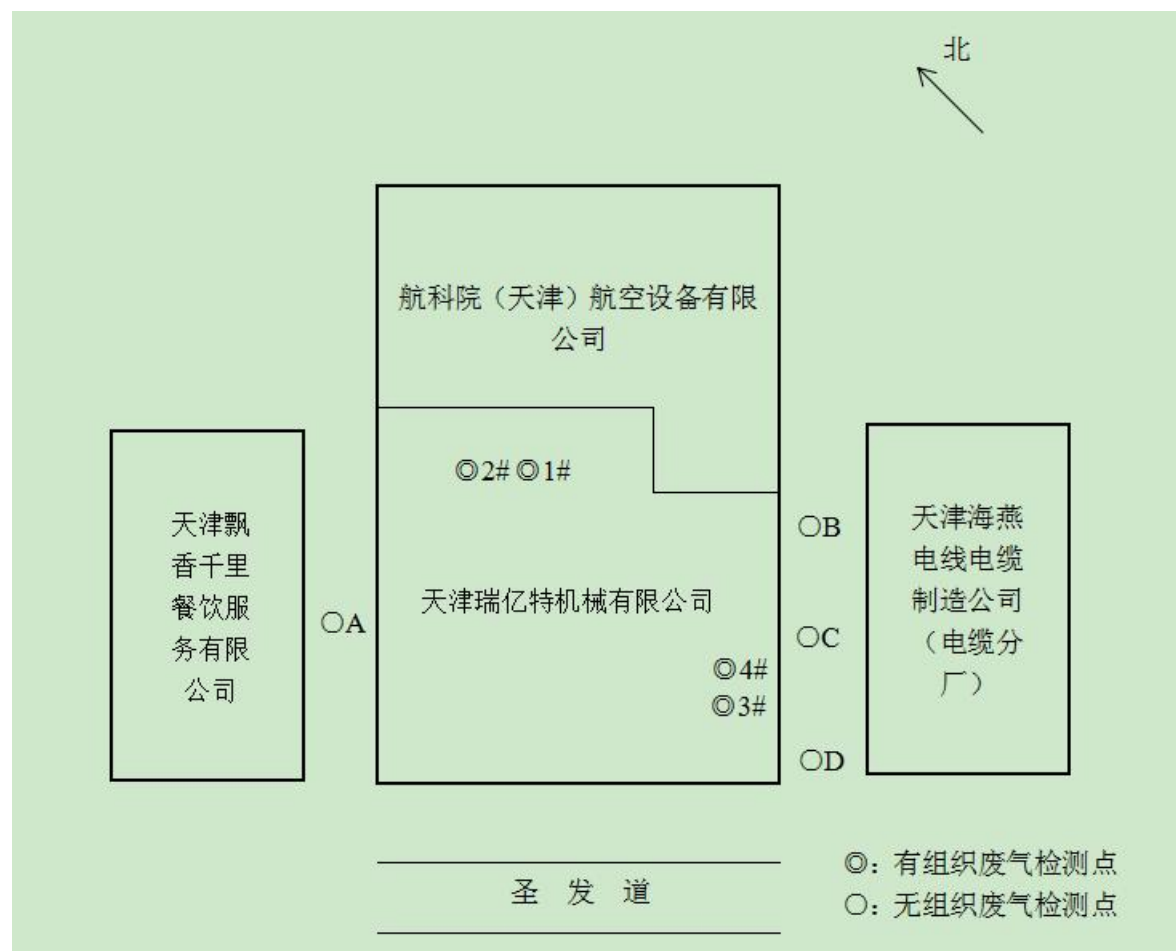 北
航科院（天津）航空设备有限
公司
◎2#◎1#
天津飘
香千里
餐饮服
务有限
公司
○A
天津瑞亿特机械有限公司
◎4#
◎3#
○B
○C
○D
天津海燕
电线电缆
制造公司
（电缆分
厂）
圣 发 道
◎：有组织废气检测点
○：无组织废气检测点